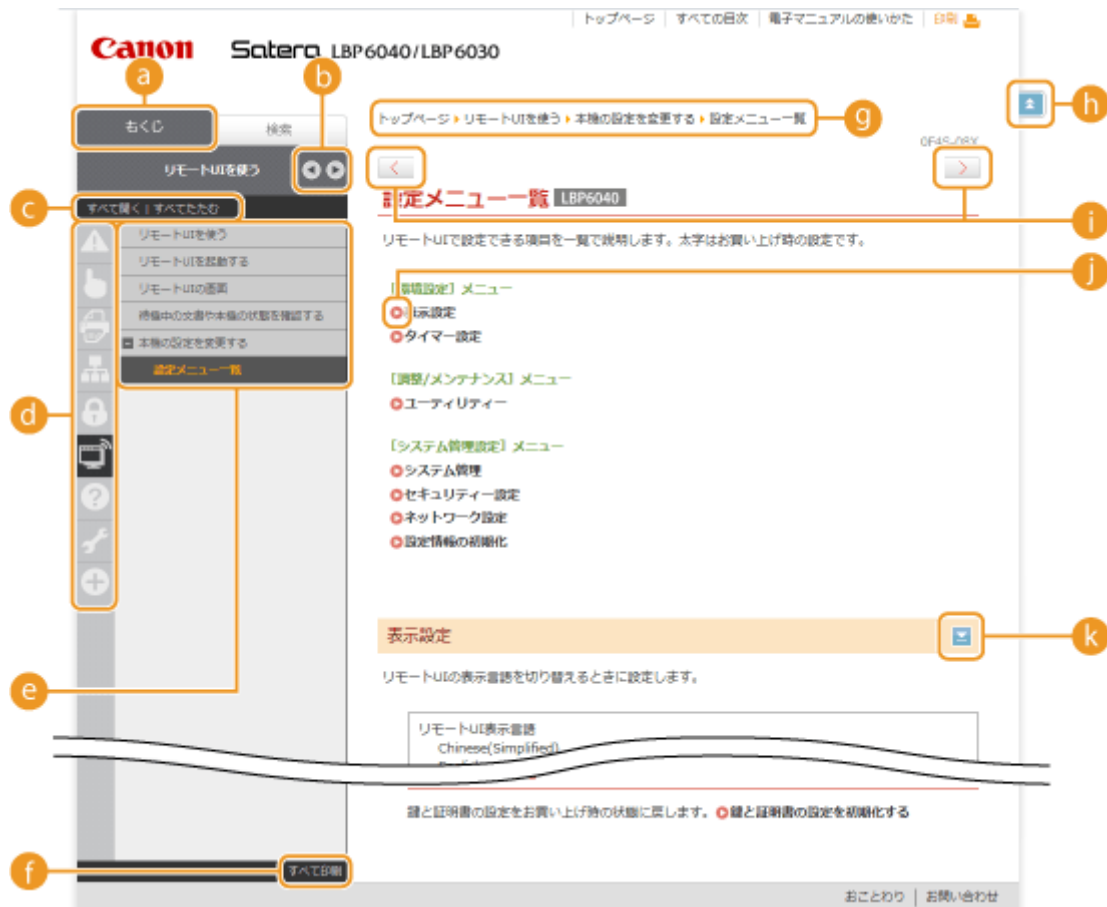 トップページ | すべての目次 | 電子マニュアルの使いかた | 印刷
Canon Satera LBP6040/LBP6030
a
b
もくじ
検索
トップページ リモートUIを使う 本機の設定を変更する 設定メニュー一覧
g
h
0F4S-08X
リモートUIを使う
c
すべて開く | すべてたたむ
設定メニュー一覧 LBP6040
i
リモートUIを使う
リモートUIを起動する
リモートUIの画面
待機中の文書や本機の状態を確認する
本機の設定を変更する
設定メニュー一覧
d
e
リモートUIで設定できる項目を一覧で説明します。太字はお買い上げ時の設定です。
j
[環境設定] メニュー
表示設定
タイマー設定
[調整/メンテナンス] メニュー
ユーティリティー
[システム管理設定] メニュー
システム管理
セキュリティー設定
ネットワーク設定
設定情報の初期化
表示設定
k
リモートUIの表示言語を切り替えるときに設定します。
リモートUI表示言語
Chinese(Simplified)
鍵と証明書の設定をお買い上げ時の状態に戻します。鍵と証明書の設定を初期化する
f
すべて印刷
おことわり | お問い合わせ